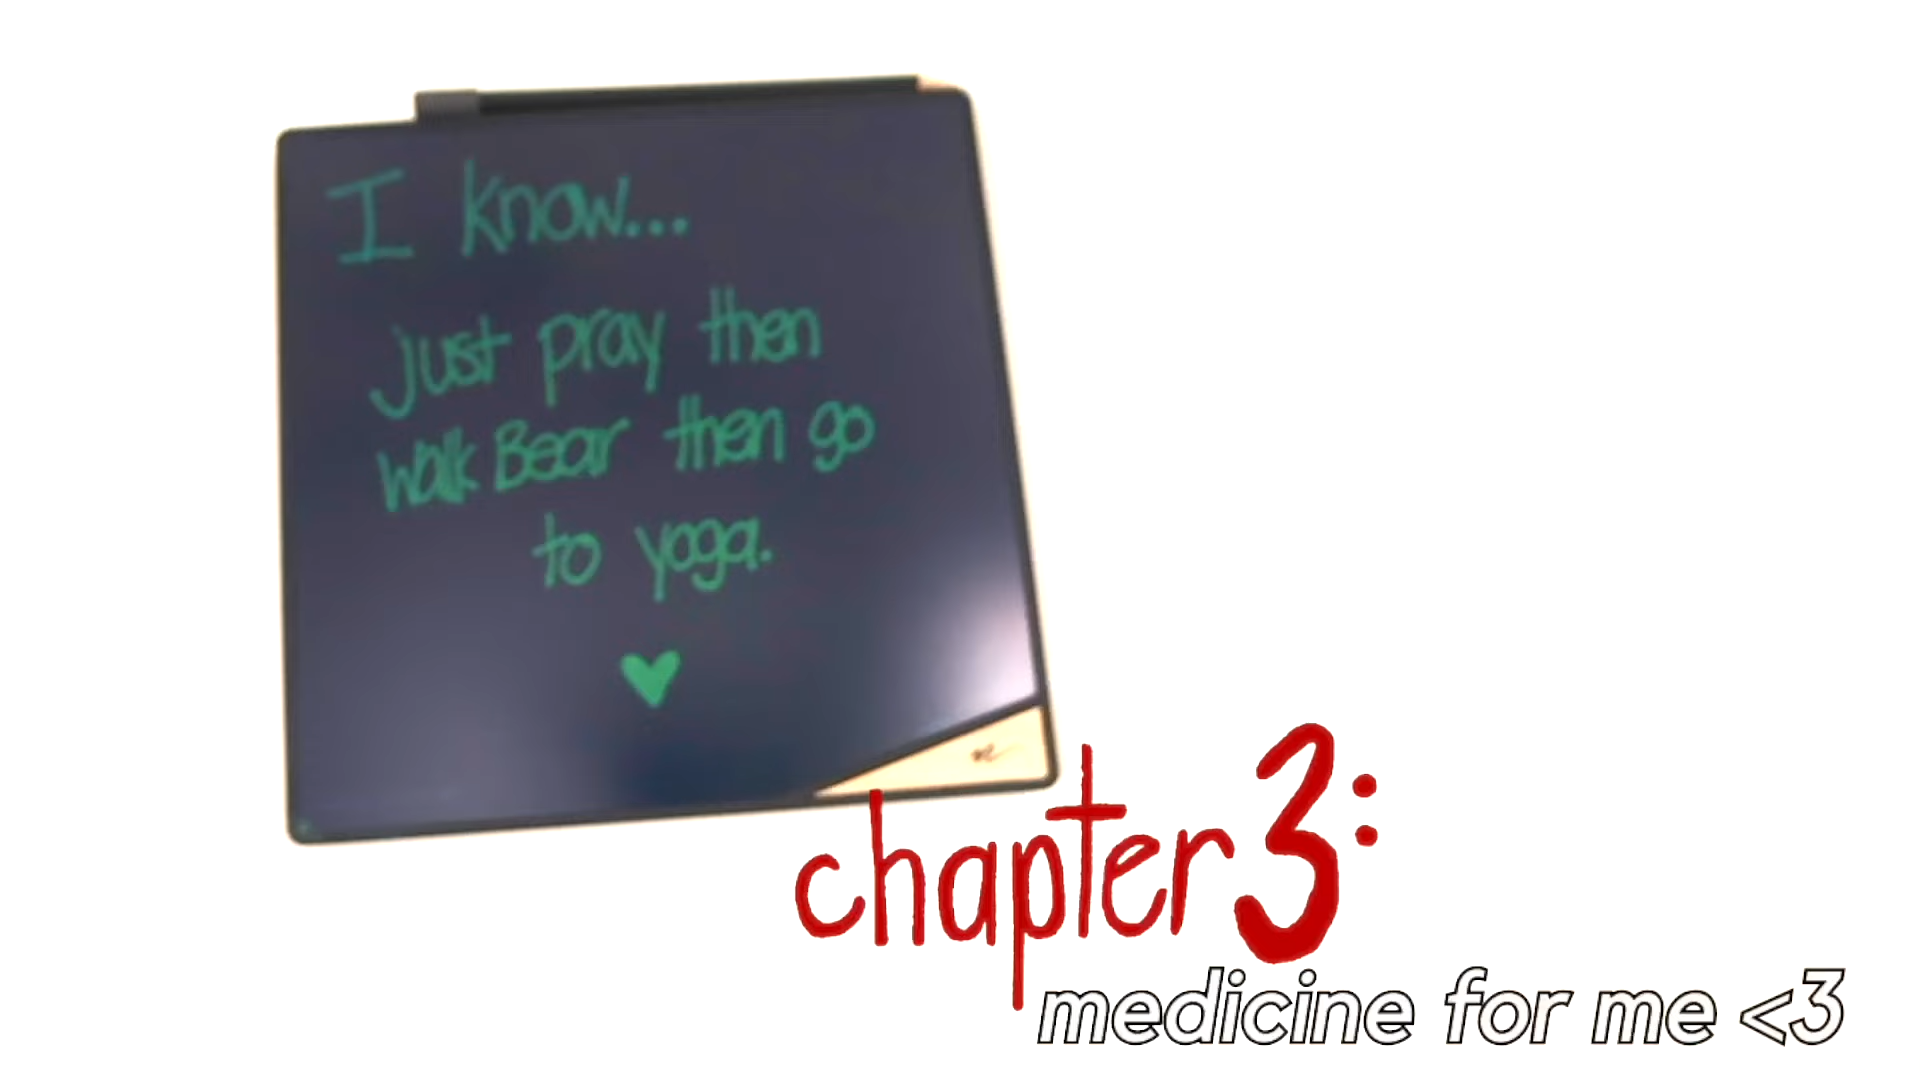 I know...
just pray then
walk Bear then go
to yoga.
chapter 3:
medicine for me <3